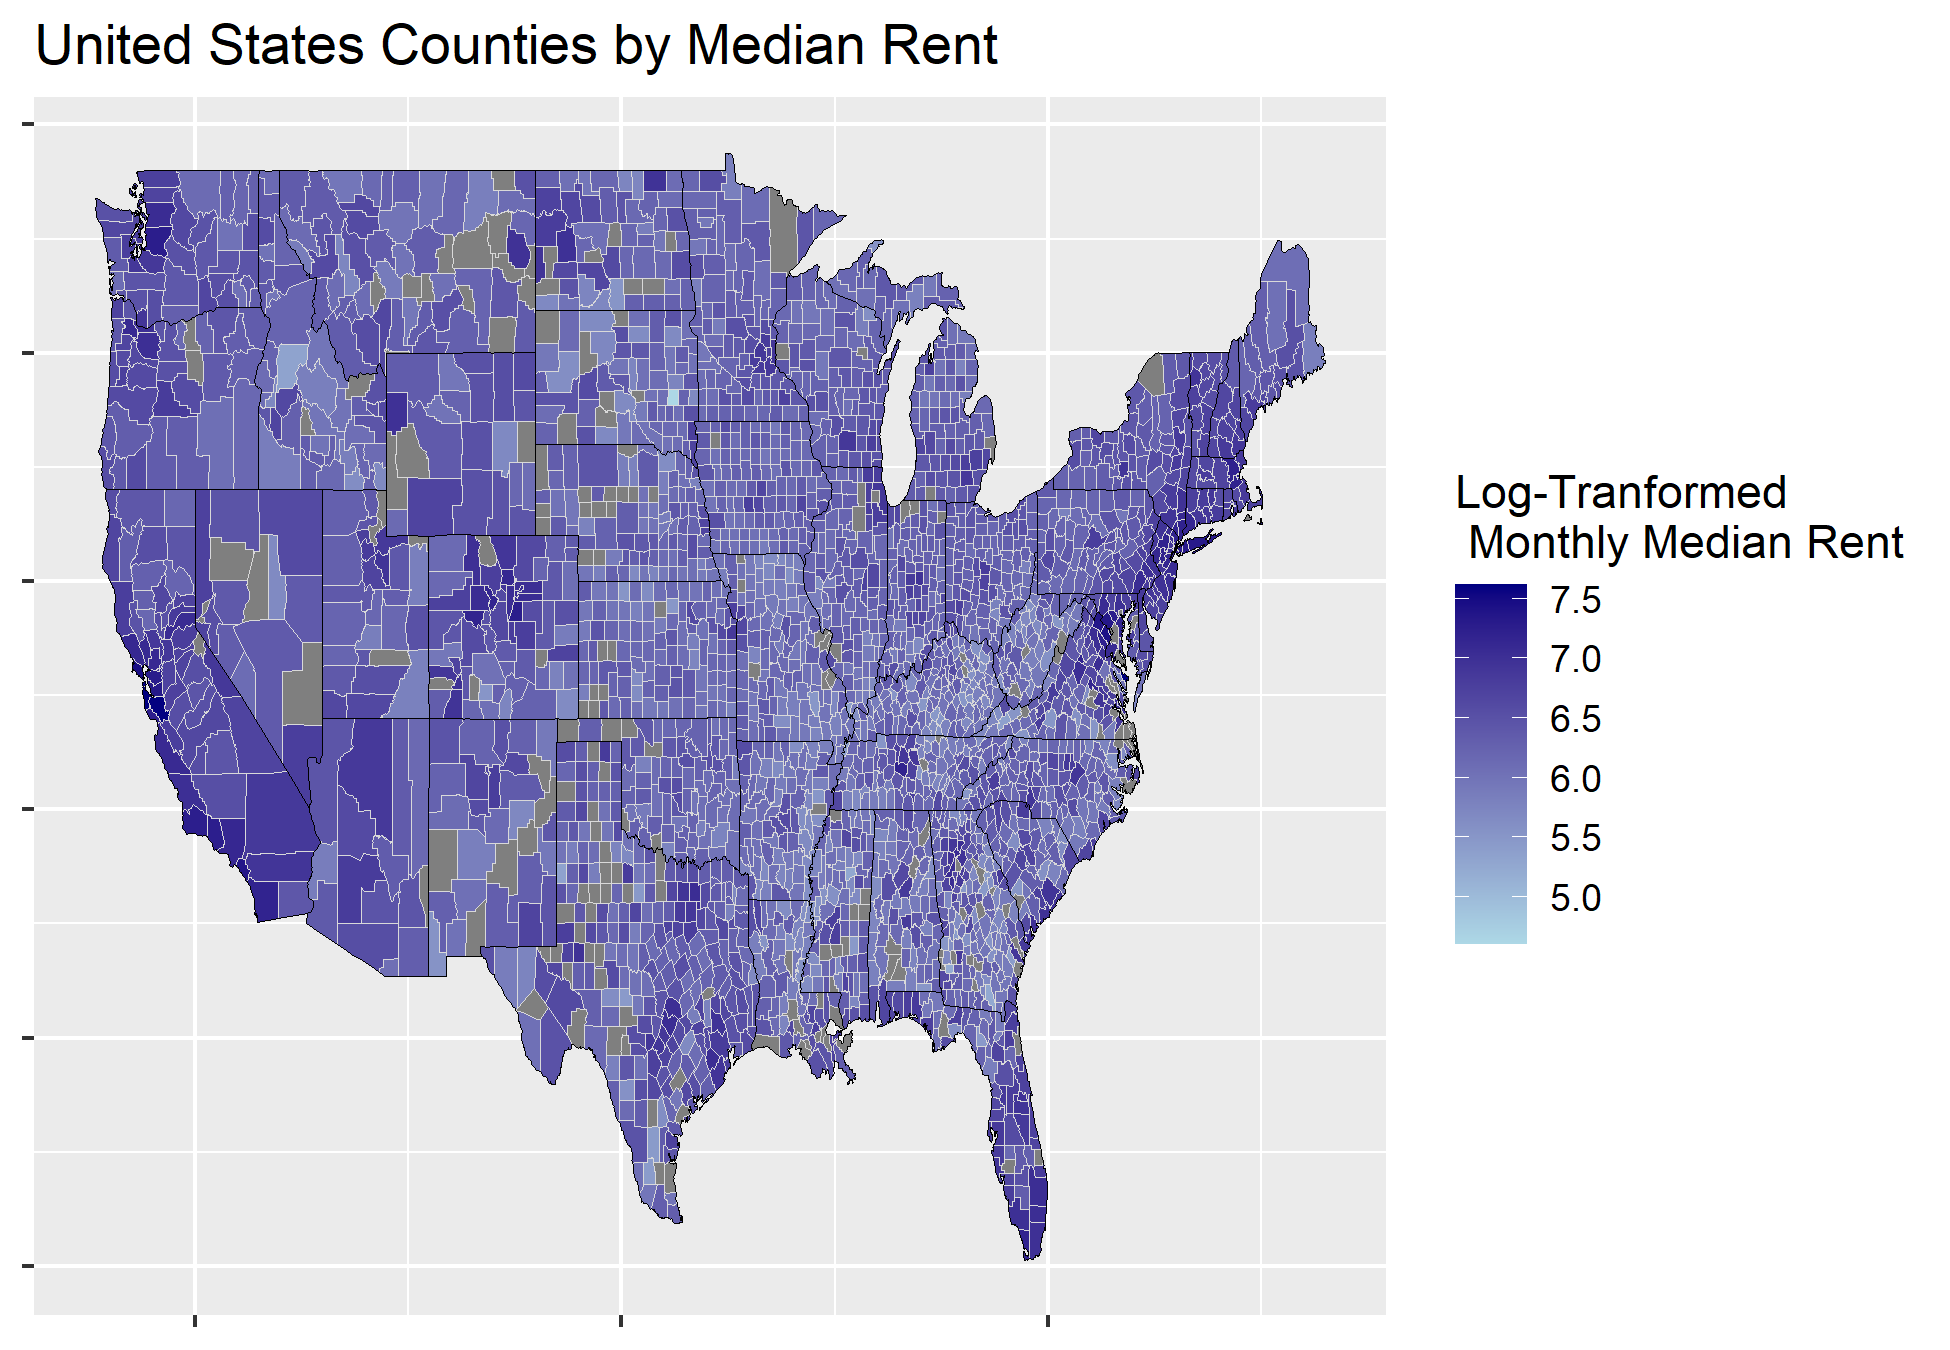 United States Counties by Median Rent
Log-Tranformed
Monthly Median Rent
7.5
7.0
6.5
6.0
5.5
5.0